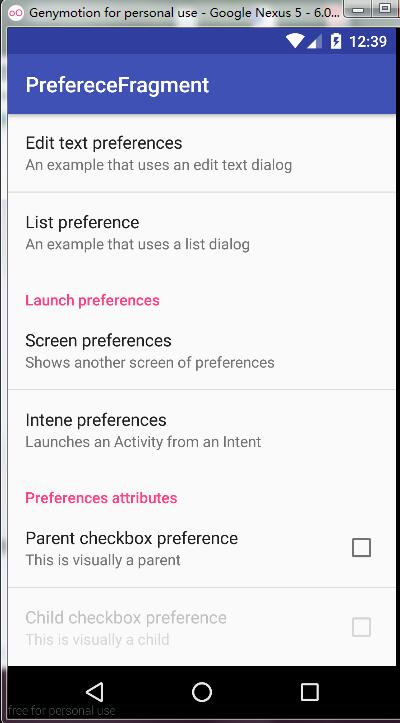 Genymotion for personal use - Google Nexus 5 - 6.0...
12:39
PrefereceFragment
Edit text preferences
An example that uses an edit text dialog
List preference
An example that uses a list dialog
Launch preferences
Screen preferences
Shows another screen of preferences
Intene preferences
Launches an Activity from an Intent
Preferences attributes
Parent checkbox preference
This is visually a parent
Child checkbox preference
This is visually a child
free for personal use